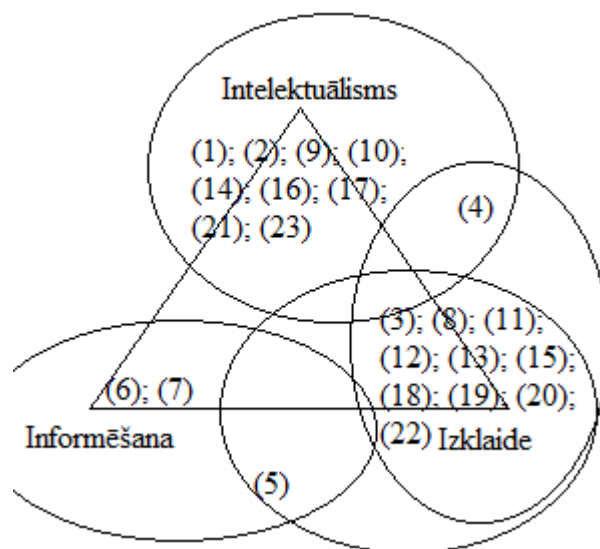 Intelektuālisms
(1); (2); (9); (10);
(14); (16); (17);
(21); (23)
(4)
(3); (8); (11);
(12); (13); (15);
(18); (19); (20);
(22) Izklaide
(6); (7)
Informēšana
(5)